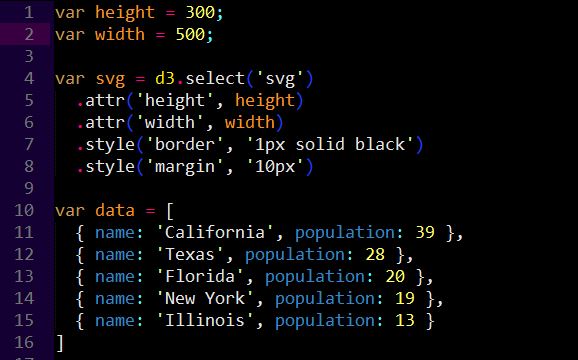 1 var height = 300;
2 var width = 500;
3
4 var svg = d3.select('svg')
5   .attr('height', height)
6   .attr('width', width)
7   .style('border', '1px solid black')
8   .style('margin', '10px')
9
10 var data = [
11   { name: 'California', population: 39 },
12   { name: 'Texas', population: 28 },
13   { name: 'Florida', population: 20 },
14   { name: 'New York', population: 19 },
15   { name: 'Illinois', population: 13 }
16 ]
17